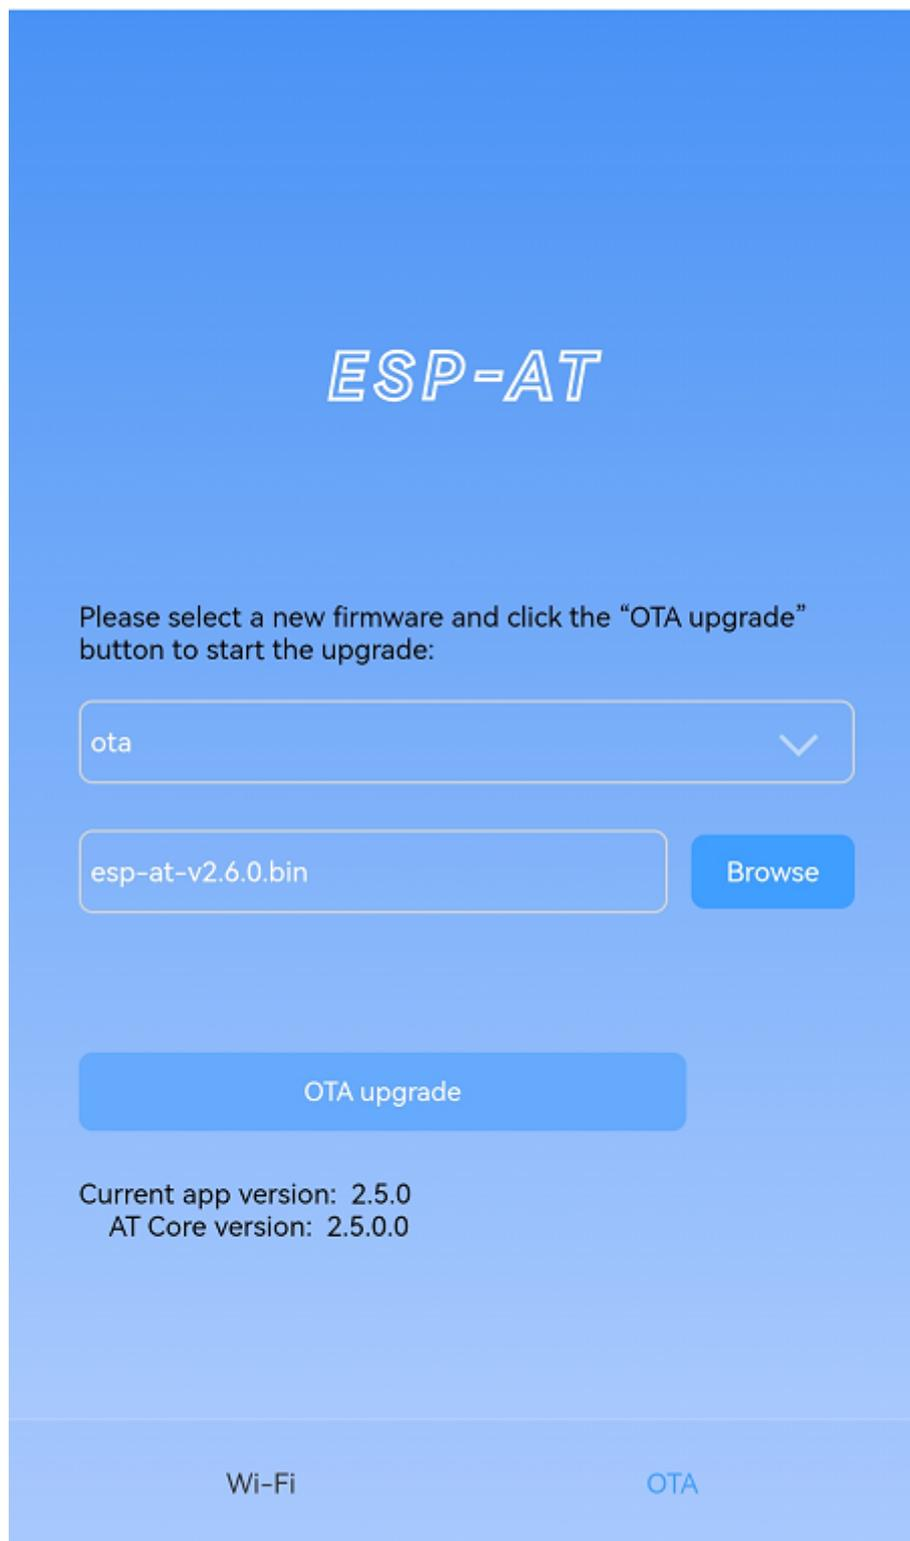 ESP-AT
Please select a new firmware and click the “OTA upgrade”
button to start the upgrade:
ota
esp-at-v2.6.0.bin
Browse
OTA upgrade
Current app version: 2.5.0
AT Core version: 2.5.0.0
Wi-Fi
OTA